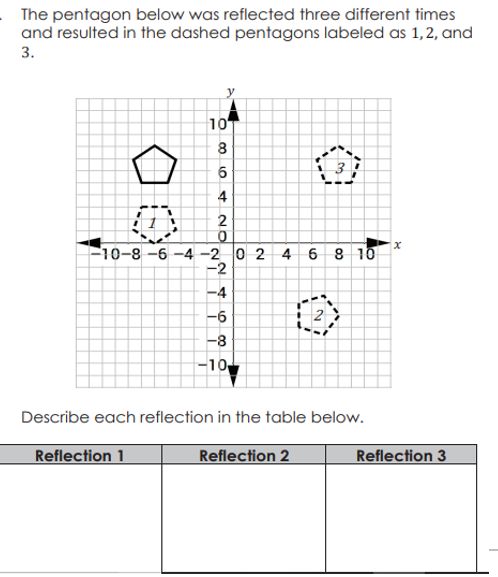 The pentagon below was reflected three different times
and resulted in the dashed pentagons labeled as 1, 2, and
3.
y
10
8
6
4
2
0
-10 -8 -6 -4 -2 0 2 4 6 8 10 x
-2
-4
-6
-8
-10
1
2
3
Describe each reflection in the table below.
Reflection 1 Reflection 2 Reflection 3